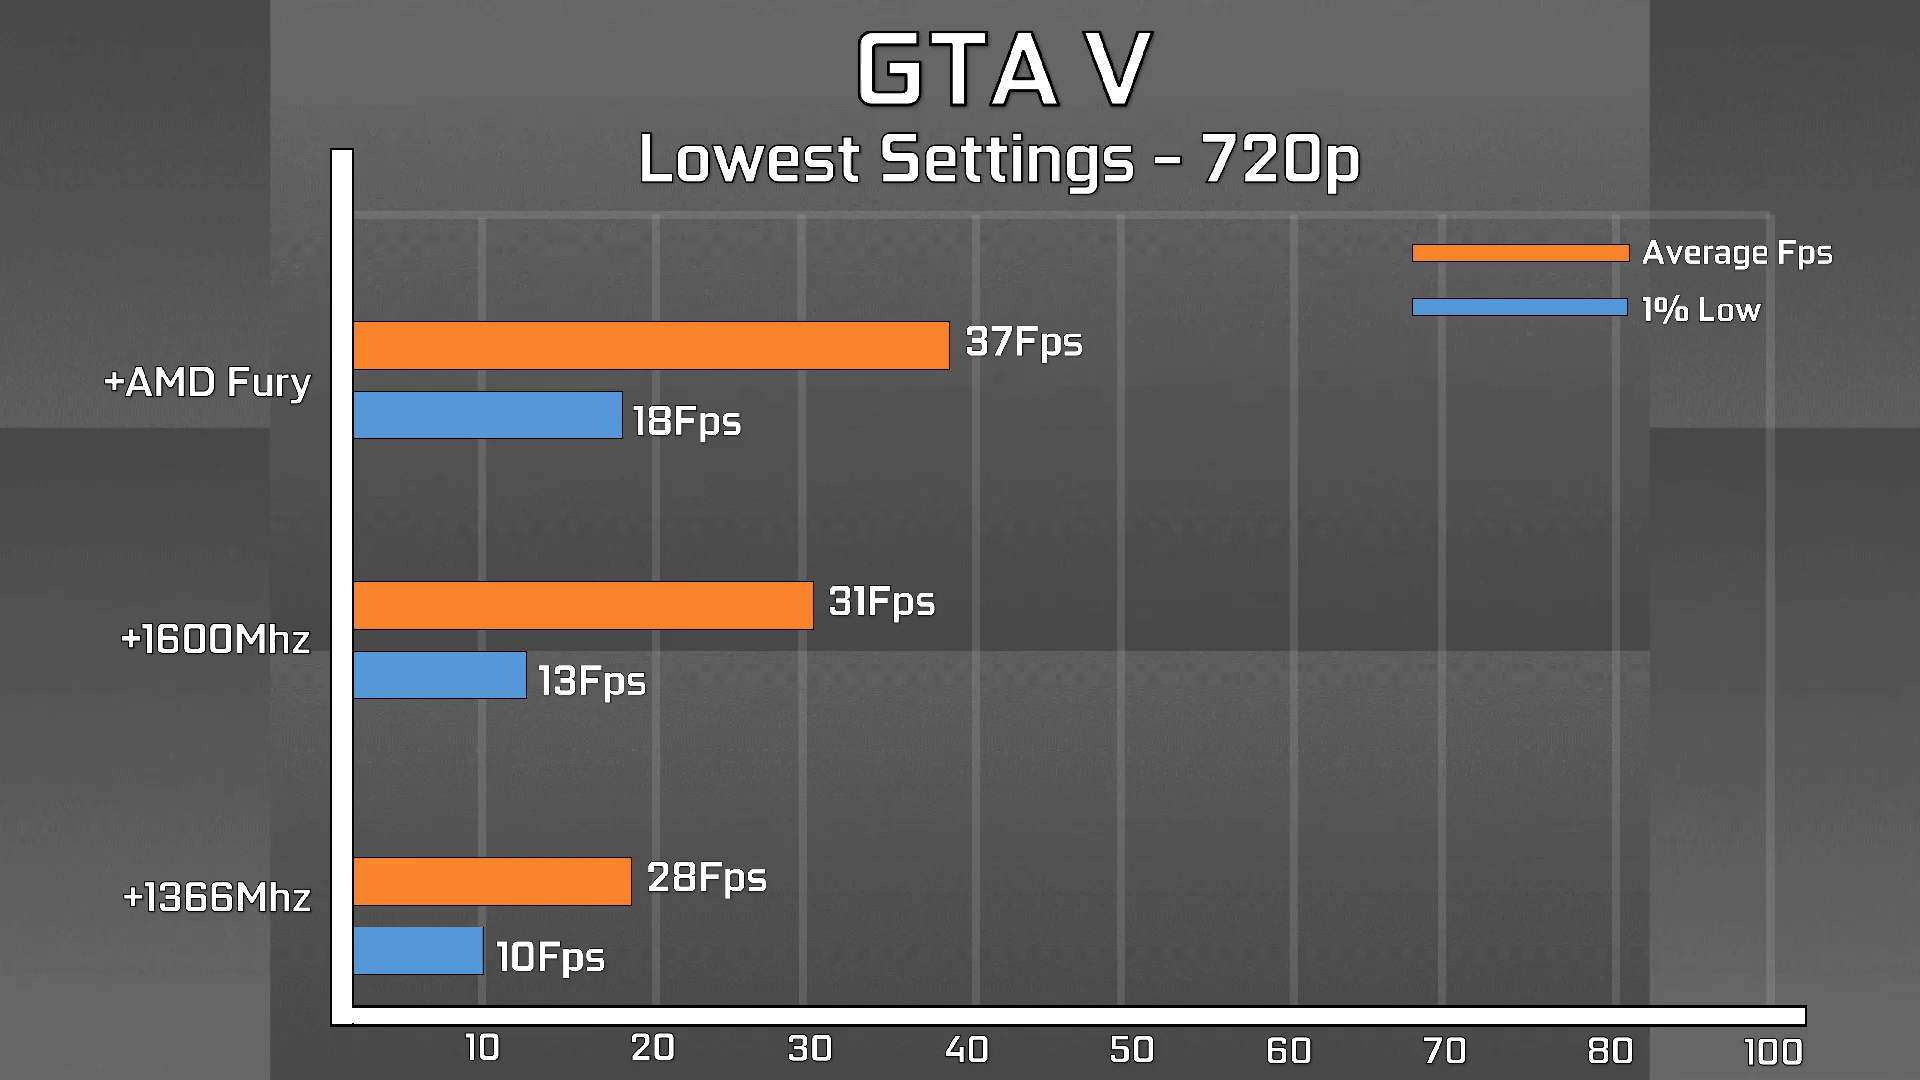 GTA V
Lowest Settings - 720p
Average Fps
1% Low
+AMD Fury
37Fps
18Fps
+1600Mhz
31Fps
13Fps
+1366Mhz
28Fps
10Fps
10 20 30 40 50 60 70 80 100